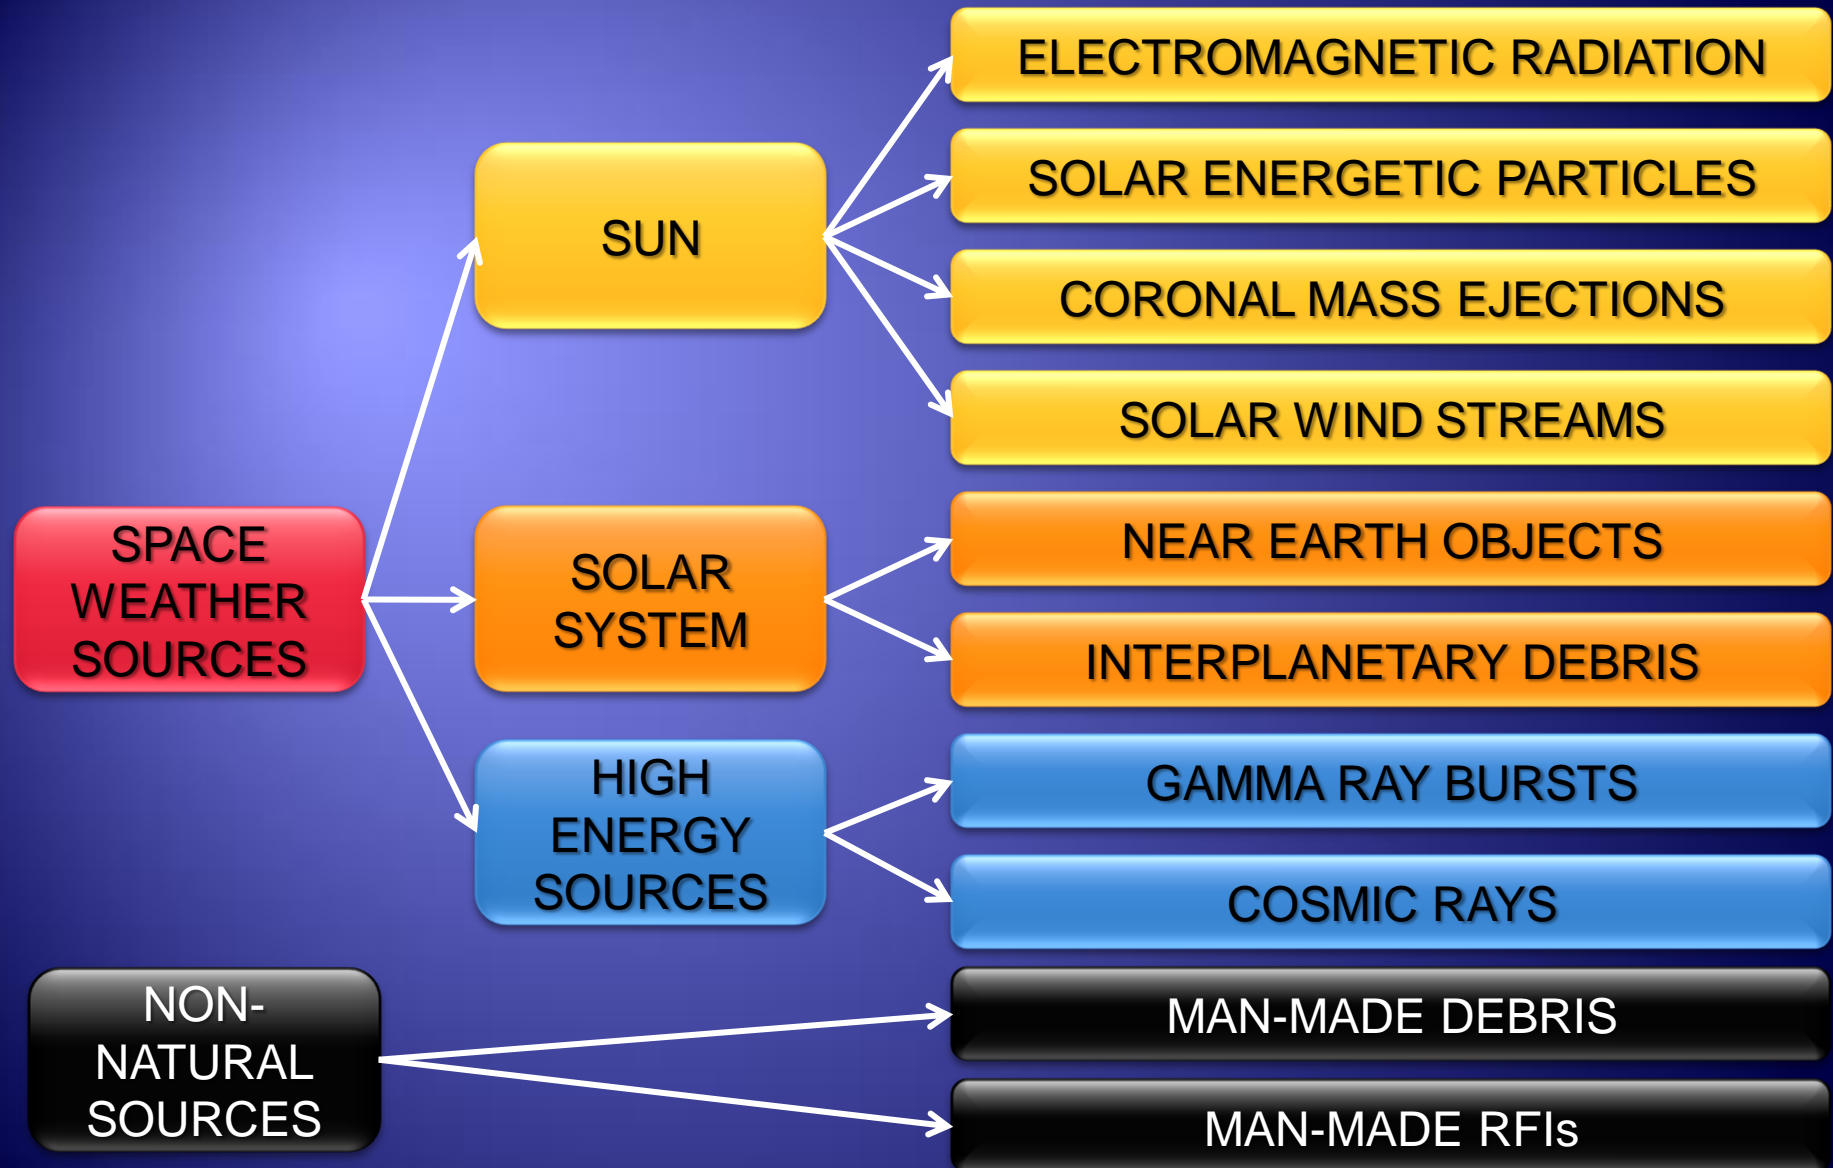 ELECTROMAGNETIC RADIATION
SOLAR ENERGETIC PARTICLES
SUN
CORONAL MASS EJECTIONS
SOLAR WIND STREAMS
SPACE
WEATHER
SOURCES
SOLAR
SYSTEM
NEAR EARTH OBJECTS
INTERPLANETARY DEBRIS
HIGH
ENERGY
SOURCES
GAMMA RAY BURSTS
COSMIC RAYS
NON-
NATURAL
SOURCES
MAN-MADE DEBRIS
MAN-MADE RFIs